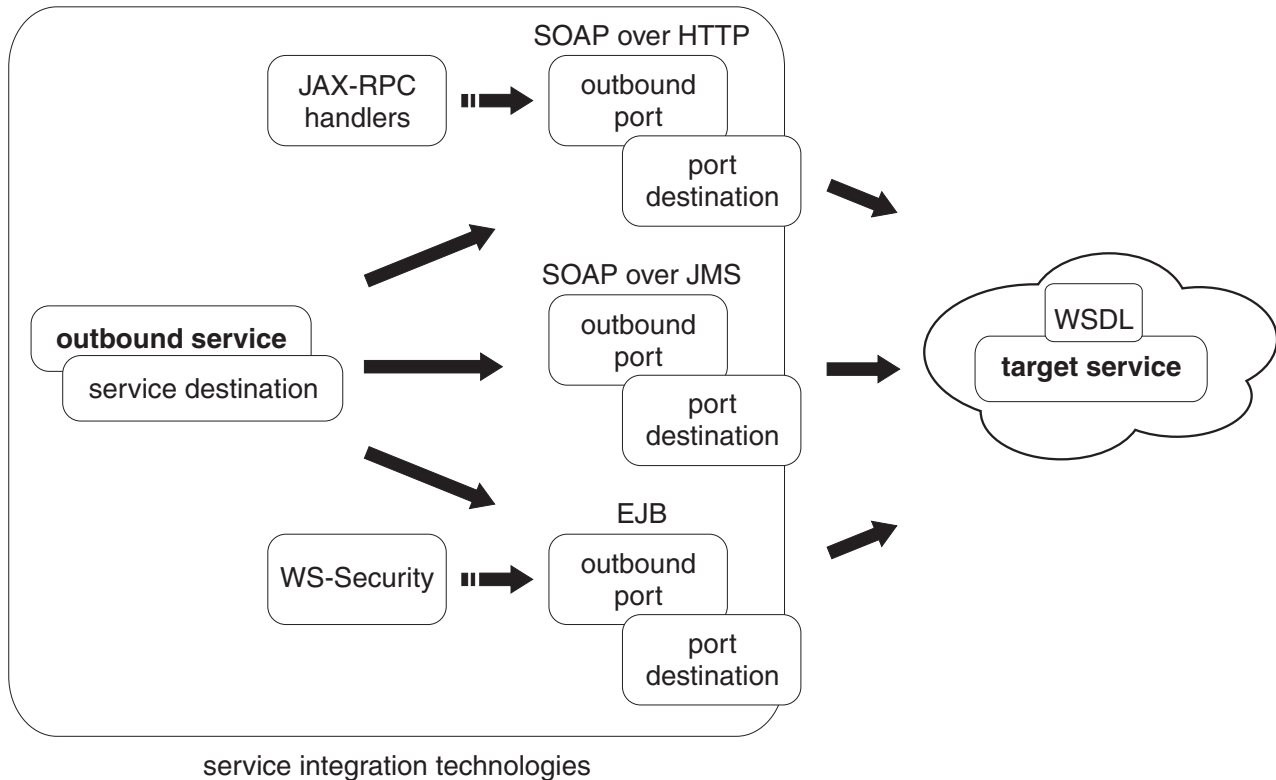 SOAP over HTTP
JAX-RPC
handlers
outbound
port
port
destination
SOAP over JMS
outbound service
service destination
outbound
port
port
destination
WSDL
target service
EJB
WS-Security
outbound
port
port
destination
service integration technologies